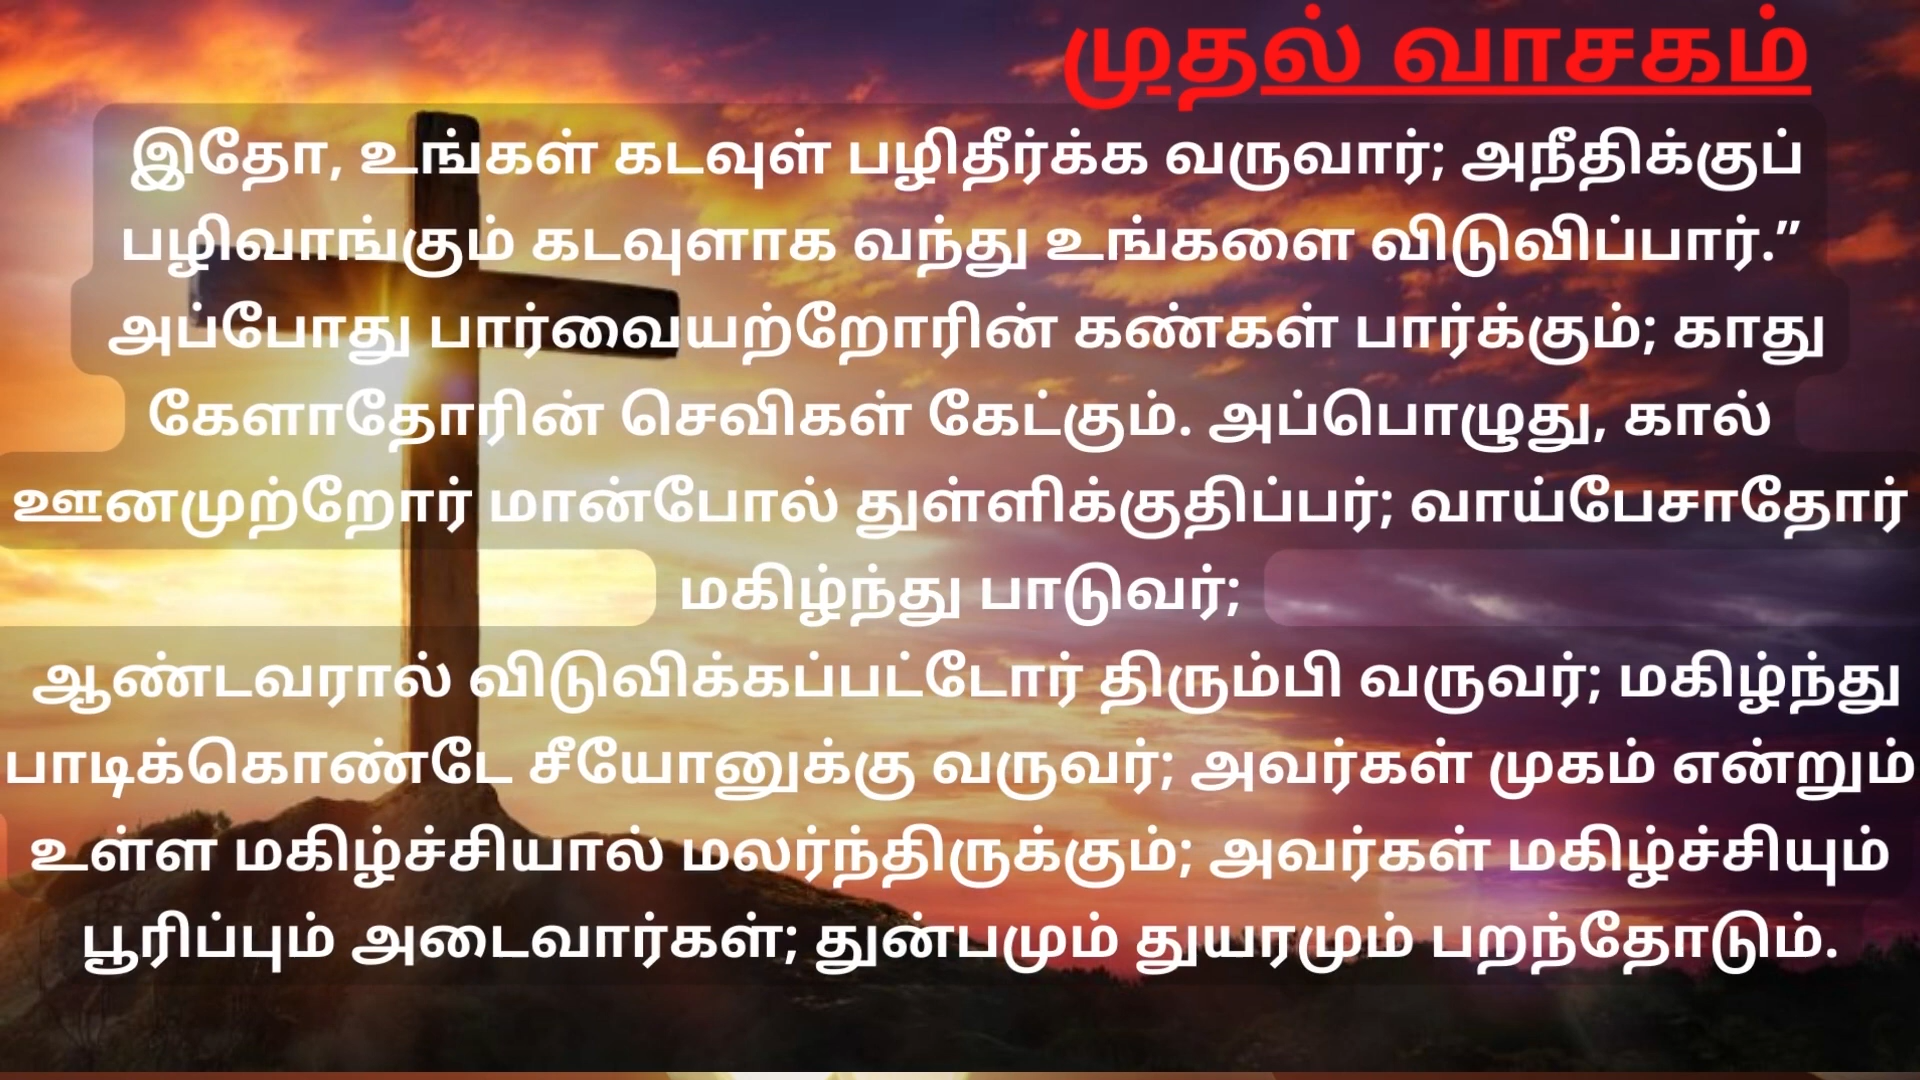 முதல் வாசகம்
இதோ, உங்கள் கடவுள் பழிதீர்க்க வருவார்; அநீதிக்குப்
பழிவாங்கும் கடவுளாக வந்து உங்களை விடுவிப்பார்.”
அப்போது பார்வையற்றோரின் கண்கள் பார்க்கும்; காது
கேளாதோரின் செவிகள் கேட்கும். அப்பொழுது, கால்
ஊனமுற்றோர் மான்போல் துள்ளிக்குதிப்பர்; வாய்பேசாதோர்
மகிழ்ந்து பாடுவர்;
ஆண்டவரால் விடுவிக்கப்பட்டோர் திரும்பி வருவர்; மகிழ்ந்து
பாடிக்கொண்டே சீயோனுக்கு வருவர்; அவர்கள் முகம் என்றும்
உள்ள மகிழ்ச்சியால் மலர்ந்திருக்கும்; அவர்கள் மகிழ்ச்சியும்
பூரிப்பும் அடைவார்கள்; துன்பமும் துயரமும் பறந்தோடும்.